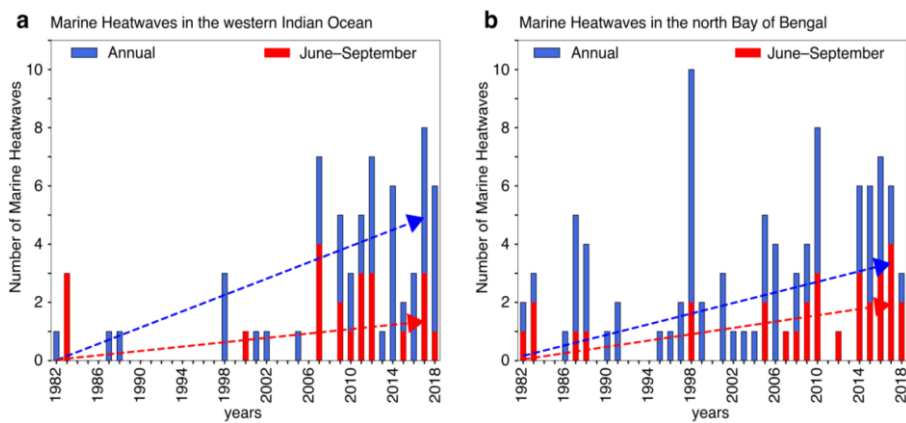 a Marine Heatwaves in the western Indian Ocean
Annual June–September
Number of Marine Heatwaves
10
8
6
4
2
0
1982 1986 1990 1994 1998 2002 2006 2010 2014 2018
years
b Marine Heatwaves in the north Bay of Bengal
Annual June–September
Number of Marine Heatwaves
10
8
6
4
2
0
1982 1986 1990 1994 1998 2002 2006 2010 2014 2018
years